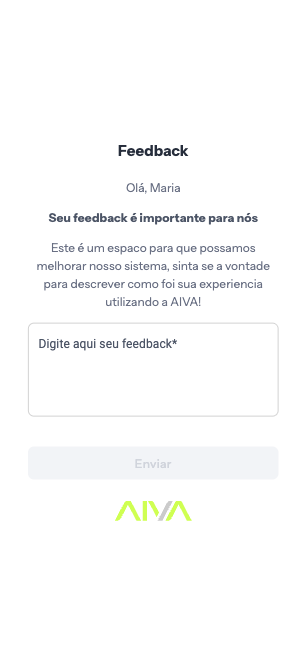 Feedback
Olá, Maria
Seu feedback é importante para nós
Este é um espaco para que possamos
melhorar nosso sistema, sinta se a vontade
para descrever como foi sua experiencia
utilizando a AIVA!
Digite aqui seu feedback*
Enviar
AIVA